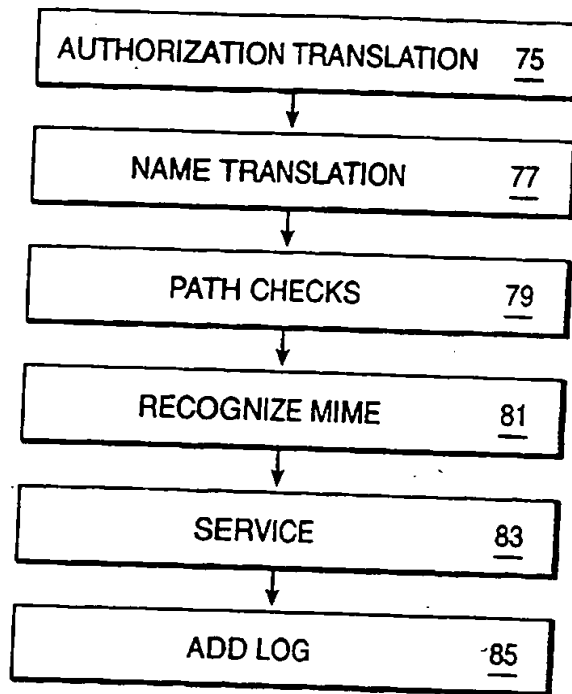 AUTHORIZATION TRANSLATION 75
NAME TRANSLATION 77
PATH CHECKS 79
RECOGNIZE MIME 81
SERVICE 83
ADD LOG 85